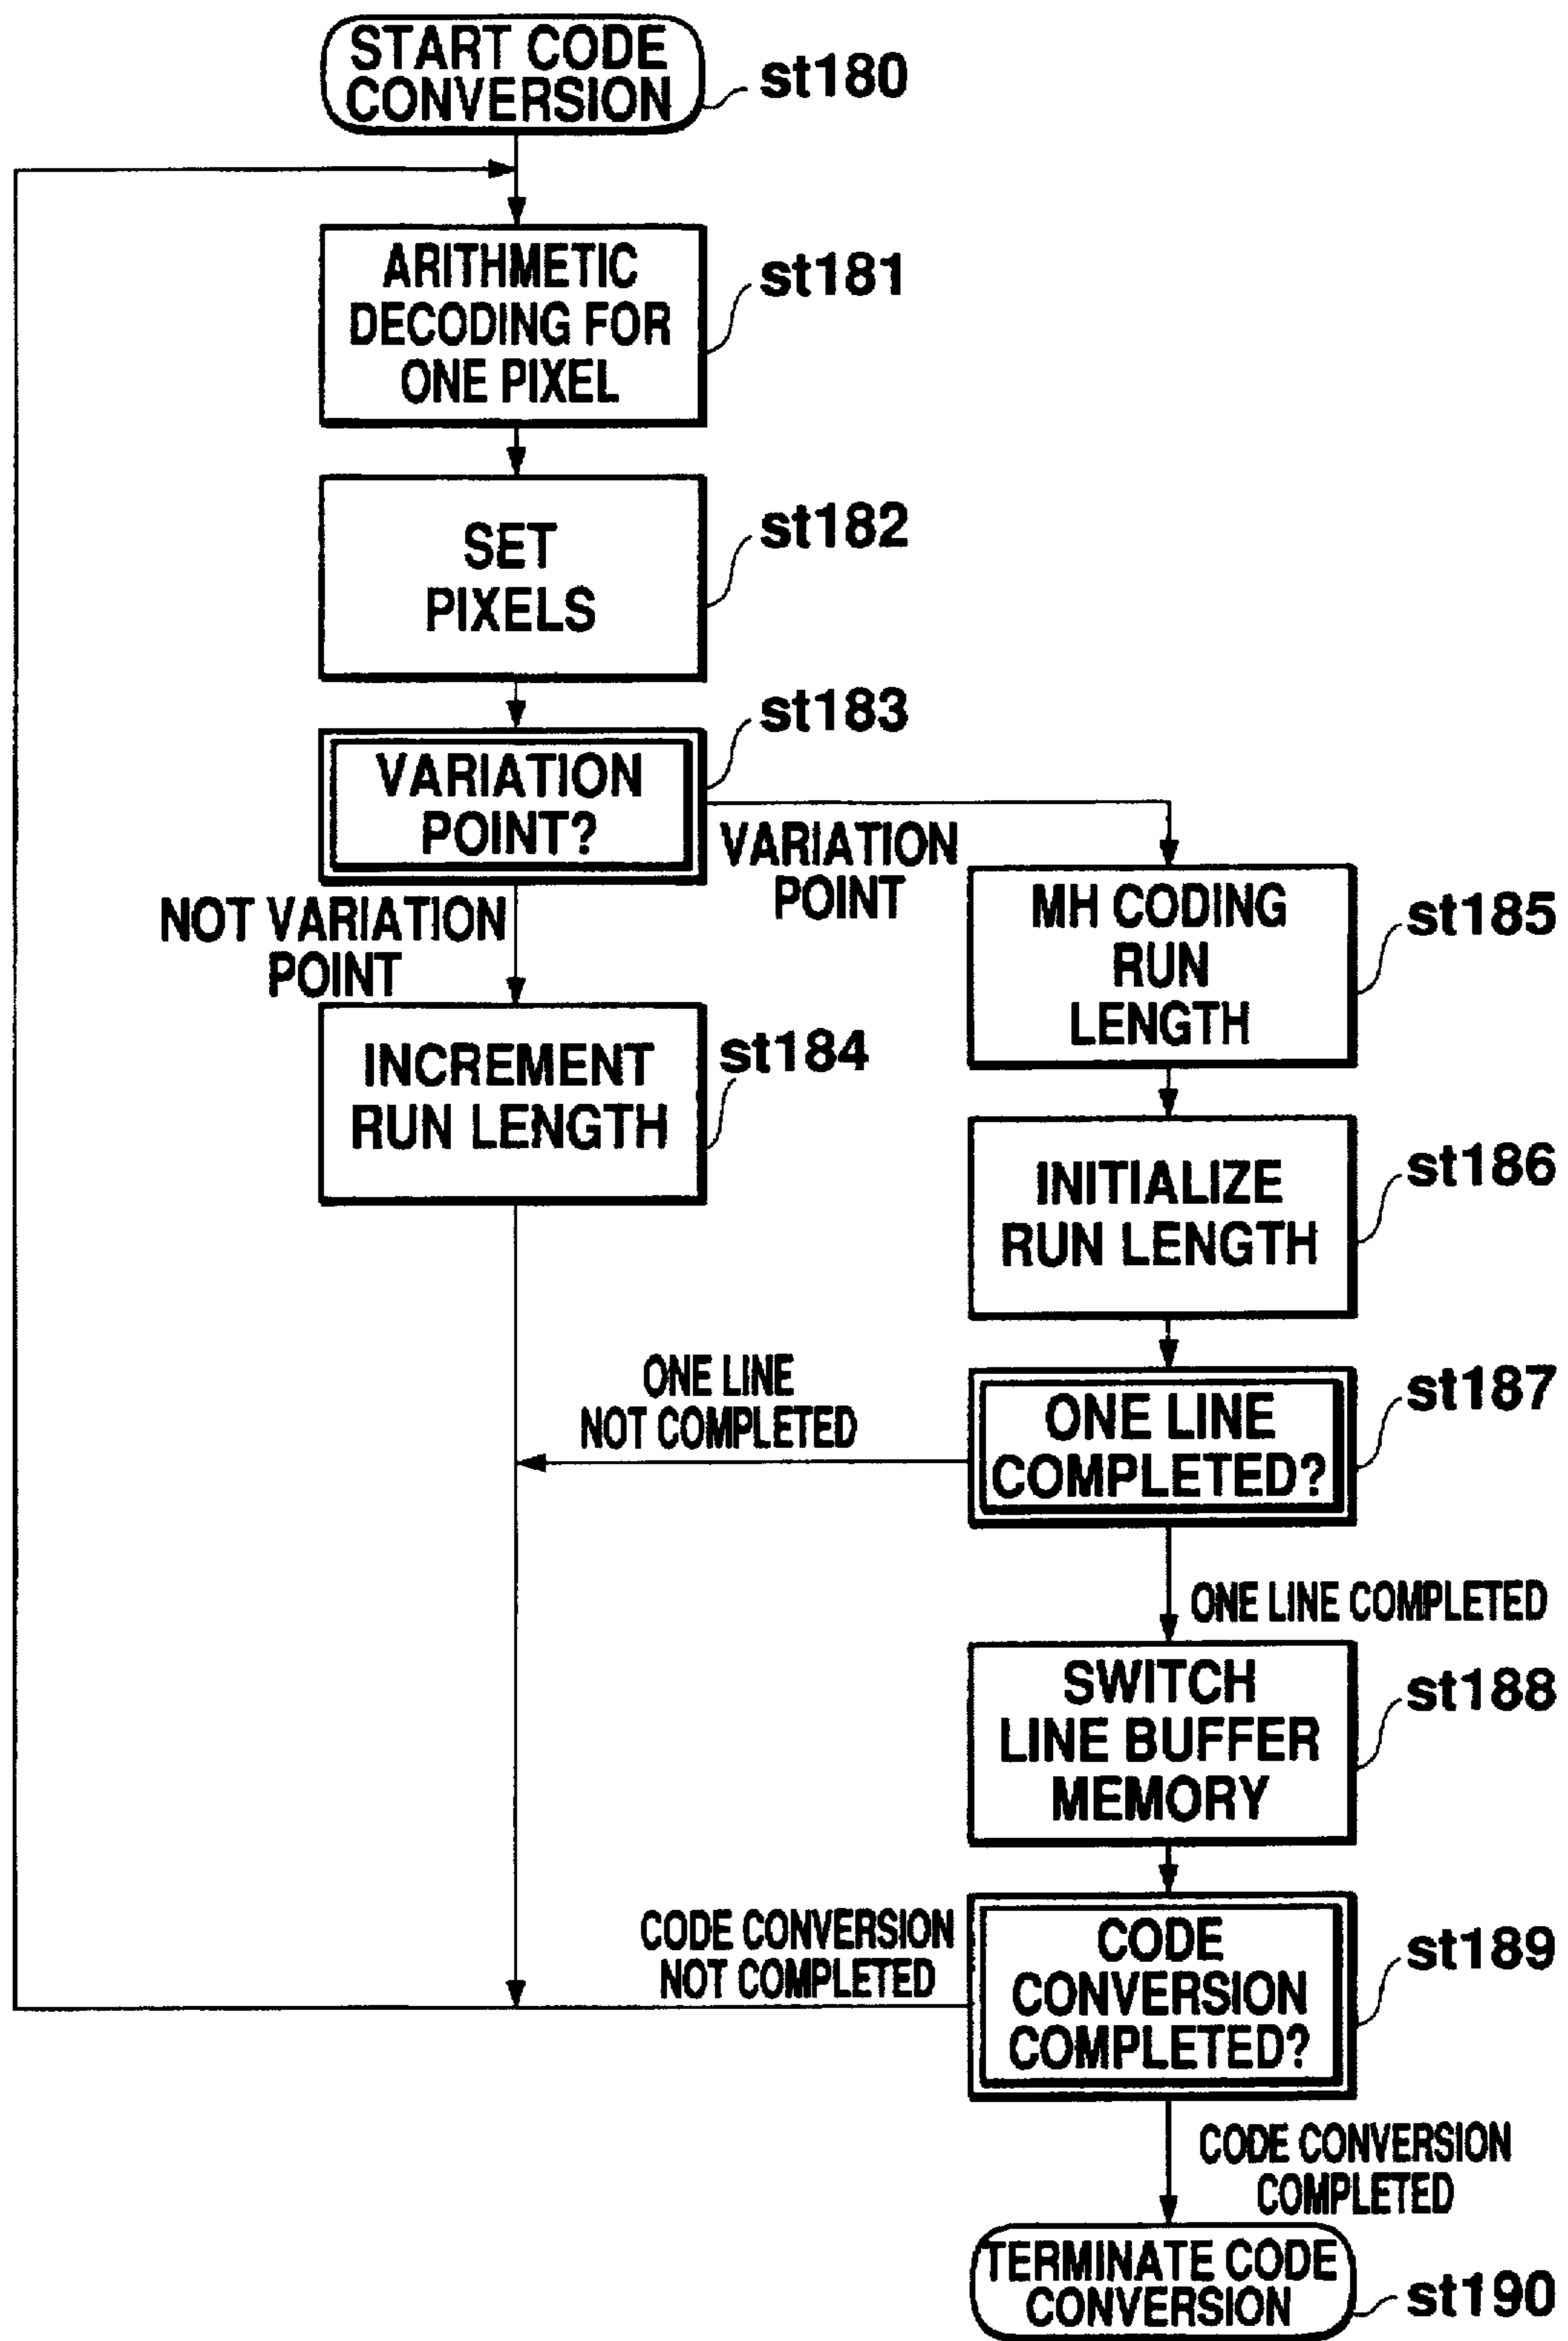 START CODE
CONVERSION
st180
ARITHMETIC
DECODING FOR
ONE PIXEL
st181
SET
PIXELS
st182
VARIATION
POINT?
st183
VARIATION
POINT
NOT VARIATION
POINT
INCREMENT
RUN LENGTH
st184
MH CODING
RUN
LENGTH
st185
INITIALIZE
RUN LENGTH
st186
ONE LINE
COMPLETED?
st187
ONE LINE
NOT COMPLETED
ONE LINE COMPLETED
SWITCH
LINE BUFFER
MEMORY
st188
CODE
CONVERSION
COMPLETED?
st189
CODE CONVERSION
NOT COMPLETED
CODE CONVERSION
COMPLETED
TERMINATE CODE
CONVERSION
st190